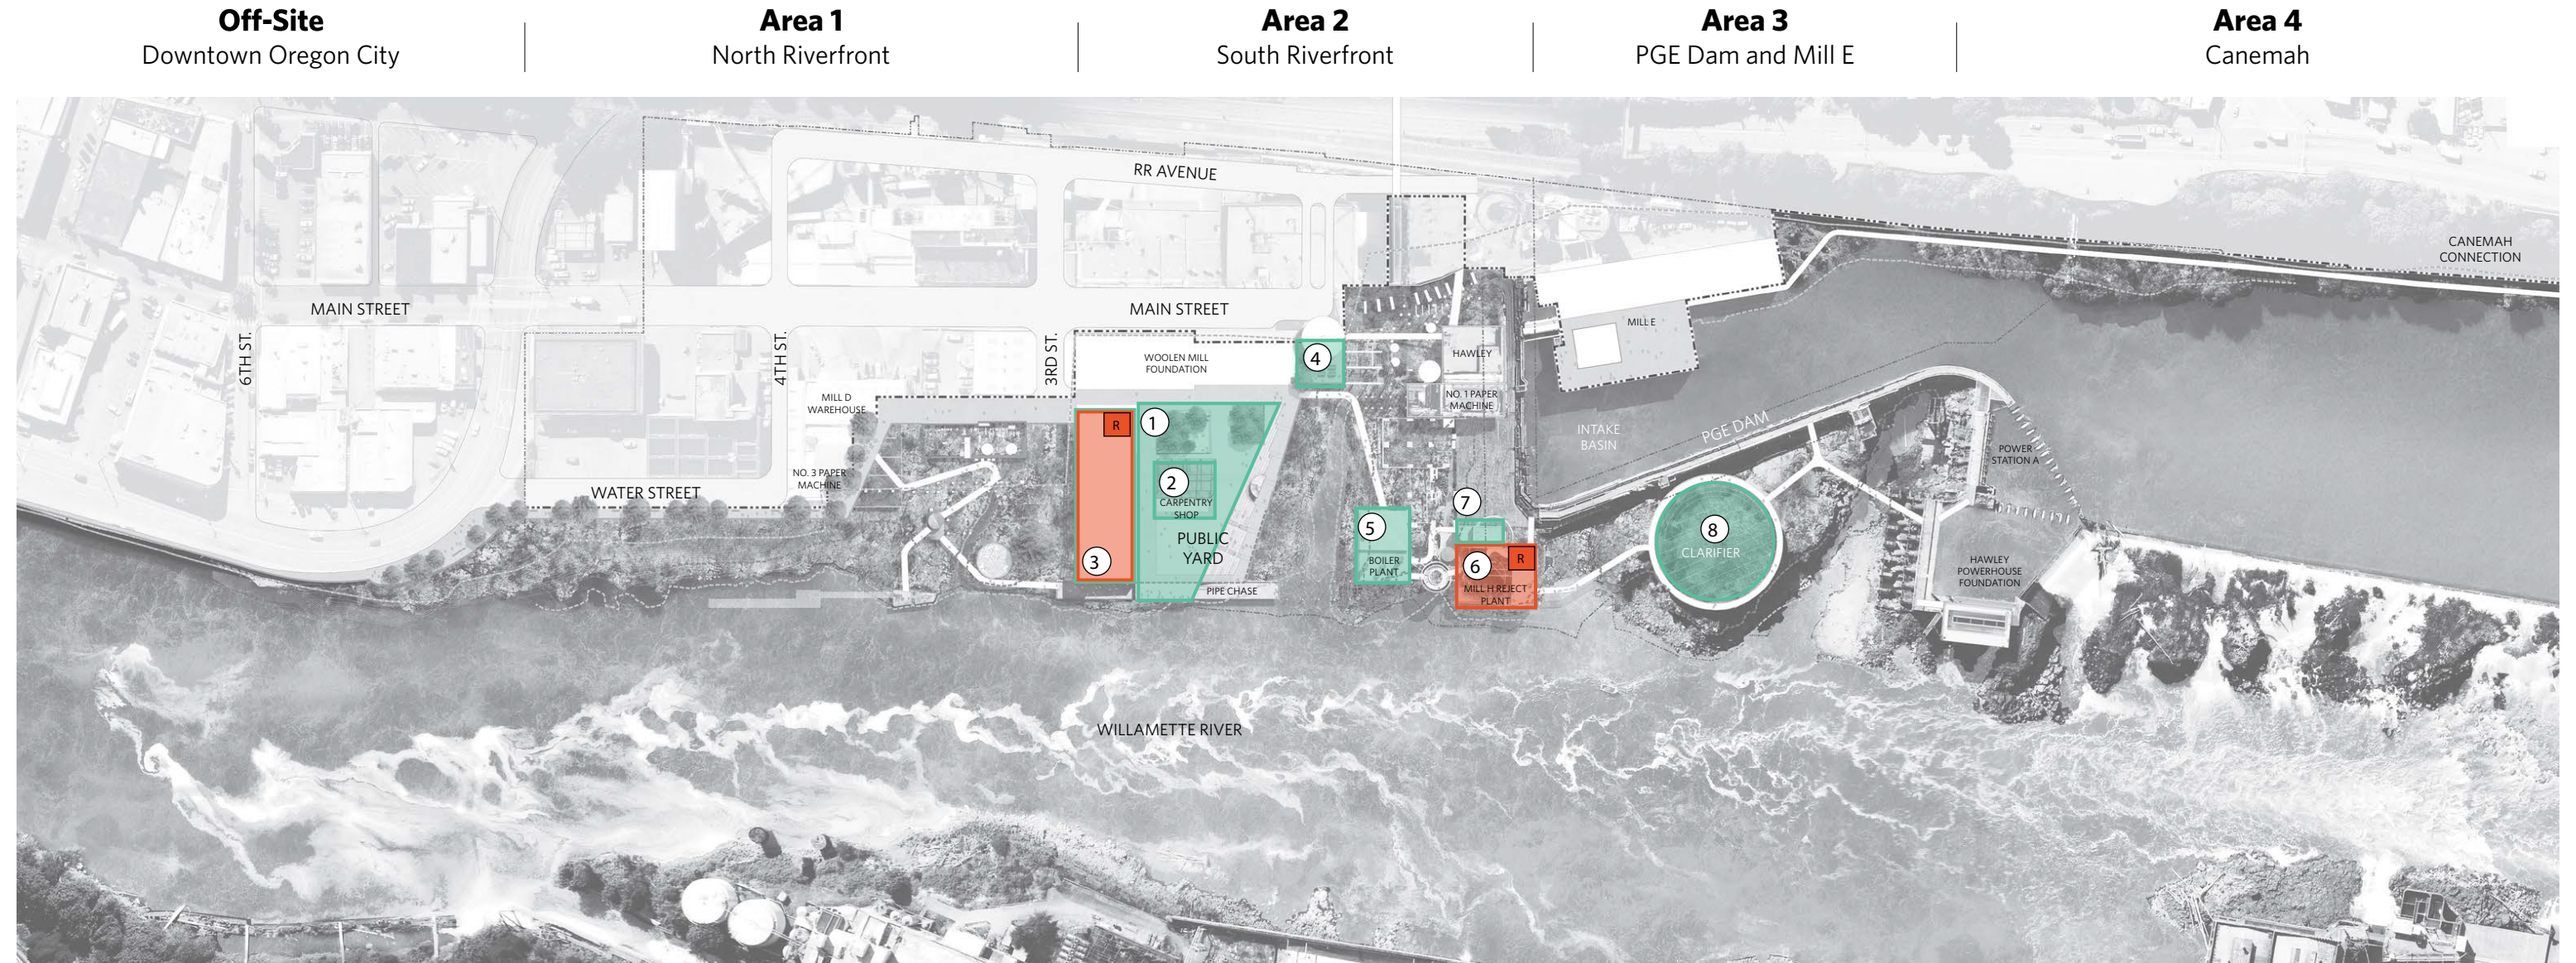 Off-Site
Downtown Oregon City
Area 1
North Riverfront
Area 2
South Riverfront
Area 3
PGE Dam and Mill E
Area 4
Canemah
RR AVENUE
CANEMAH
CONNECTION
MAIN STREET
MAIN STREET
6TH ST.
4TH ST.
3RD ST.
WOOLEN MILL
FOUNDATION
4
HAWLEY
MILL E
MILL D
WAREHOUSE
NO. 1 PAPER
MACHINE
R
1
INTAKE
BASIN
PGE DAM
POWER
STATION A
NO. 3 PAPER
MACHINE
WATER STREET
2
CARPENTRY
SHOP
PUBLIC
YARD
3
PIPE CHASE
5
BOILER
PLANT
7
R
6
MILL H REJECT
PLANT
8
CLARIFIER
HAWLEY
POWERHOUSE
FOUNDATION
WILLAMETTE RIVER